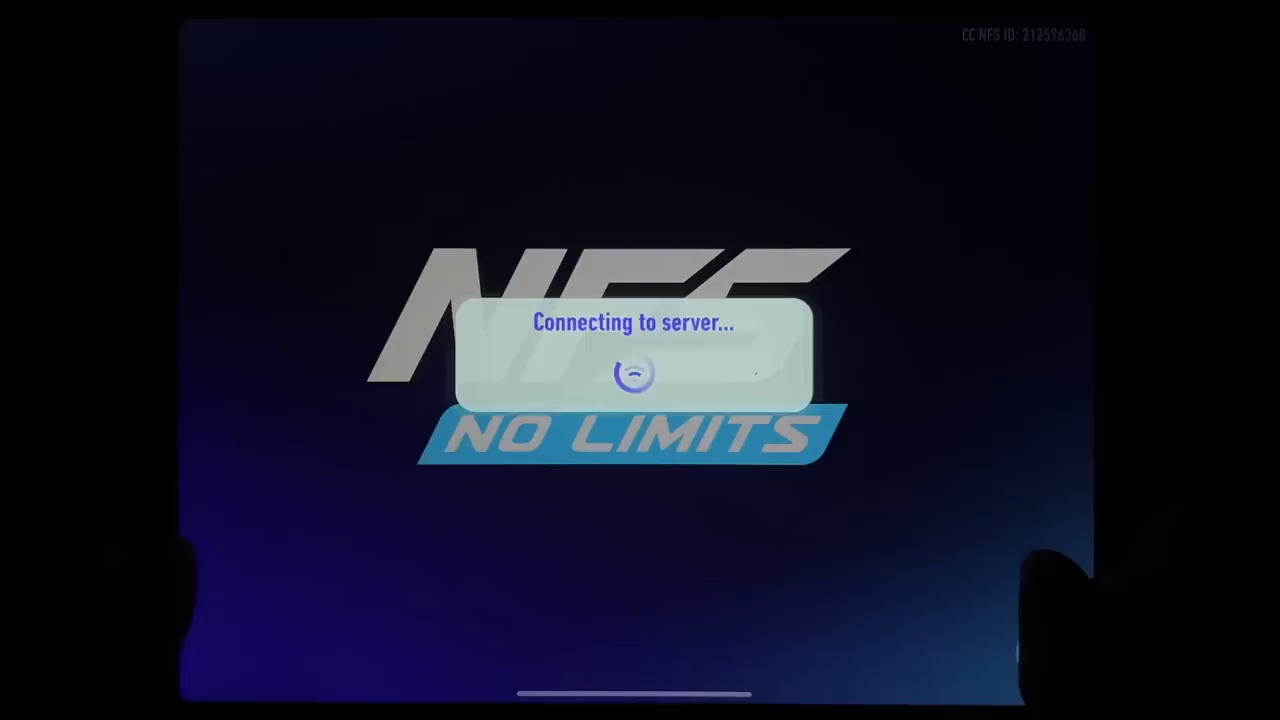 CC NFS ID: 212596360
NFS
Connecting to server...
NO LIMITS